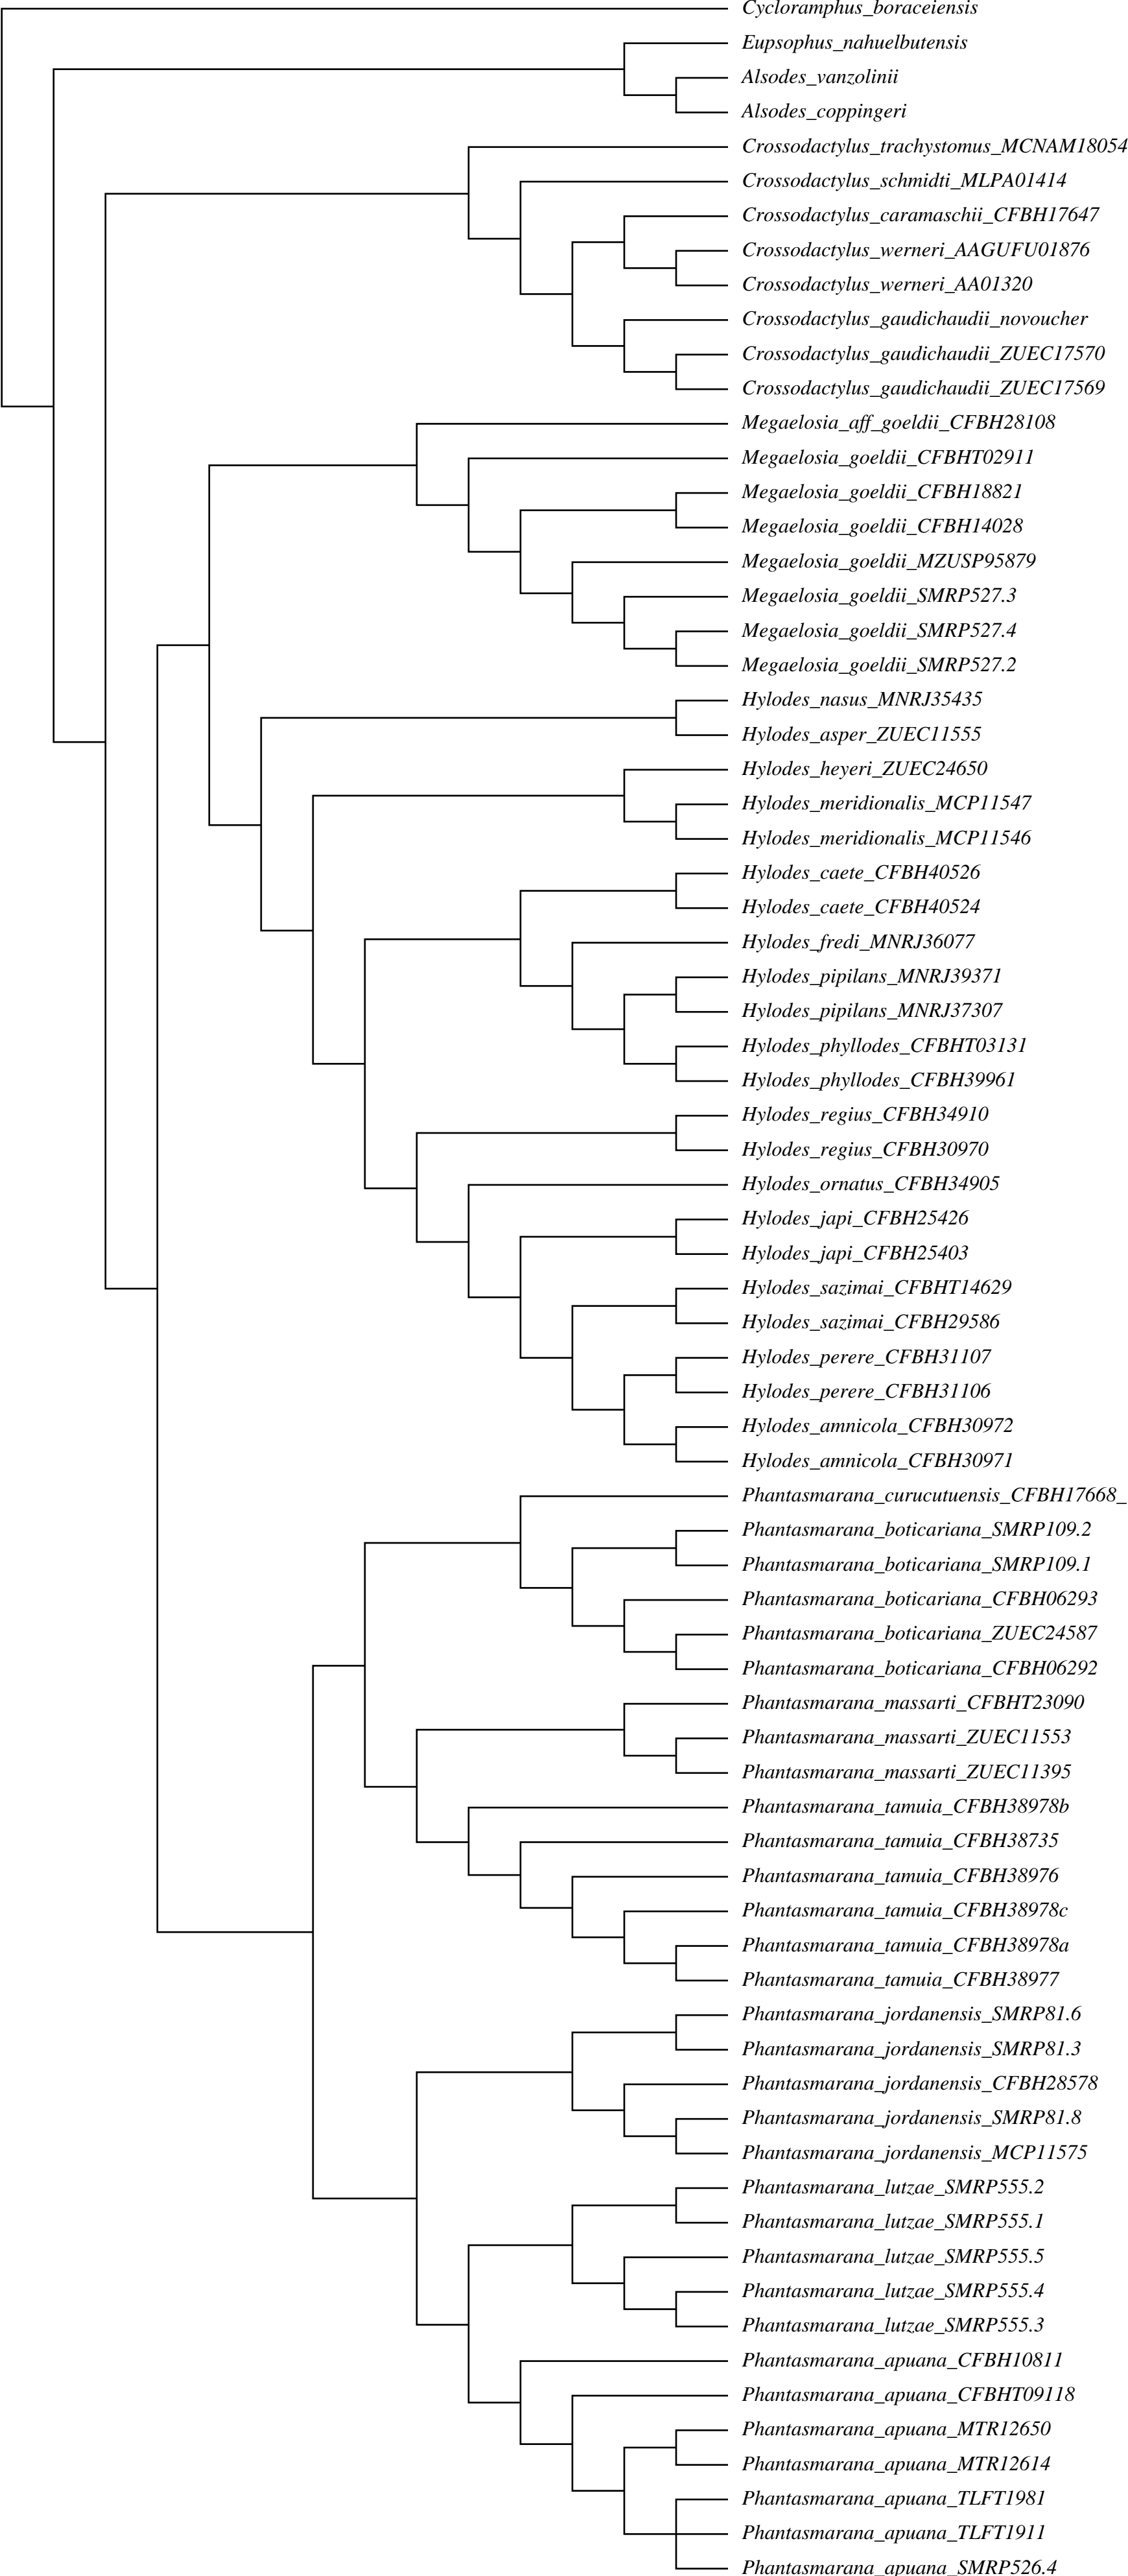 Cycloramphus_boraceiensis
Eupsophus_nahuelbutensis
Alsodes_vanzolinii
Alsodes_coppingeri
Crossodactylus_trachystomus_MCNAM18054
Crossodactylus_schmidti_MLPA01414
Crossodactylus_caramaschii_CFBH17647
Crossodactylus_werneri_AAGUFU01876
Crossodactylus_werneri_AA01320
Crossodactylus_gaudichaudii_novoucher
Crossodactylus_gaudichaudii_ZUEC17570
Crossodactylus_gaudichaudii_ZUEC17569
Megaelosia_aff_goeldii_CFBH28108
Megaelosia_goeldii_CFBHT02911
Megaelosia_goeldii_CFBH18821
Megaelosia_goeldii_CFBH14028
Megaelosia_goeldii_MZUSP95879
Megaelosia_goeldii_SMRP527.3
Megaelosia_goeldii_SMRP527.4
Megaelosia_goeldii_SMRP527.2
Hylodes_nasus_MNRJ35435
Hylodes_asper_ZUEC11555
Hylodes_heyeri_ZUEC24650
Hylodes_meridionalis_MCP11547
Hylodes_meridionalis_MCP11546
Hylodes_caete_CFBH40526
Hylodes_caete_CFBH40524
Hylodes_fredi_MNRJ36077
Hylodes_pipilans_MNRJ39371
Hylodes_pipilans_MNRJ37307
Hylodes_phyllodes_CFBHT03131
Hylodes_phyllodes_CFBH39961
Hylodes_regius_CFBH34910
Hylodes_regius_CFBH30970
Hylodes_ornatus_CFBH34905
Hylodes_japi_CFBH25426
Hylodes_japi_CFBH25403
Hylodes_sazimai_CFBHT14629
Hylodes_sazimai_CFBH29586
Hylodes_perere_CFBH31107
Hylodes_perere_CFBH31106
Hylodes_amnicola_CFBH30972
Hylodes_amnicola_CFBH30971
Phantasmarana_curucutuensis_CFBH17668_
Phantasmarana_boticariana_SMRP109.2
Phantasmarana_boticariana_SMRP109.1
Phantasmarana_boticariana_CFBH06293
Phantasmarana_boticariana_ZUEC24587
Phantasmarana_boticariana_CFBH06292
Phantasmarana_massarti_CFBHT23090
Phantasmarana_massarti_ZUEC11553
Phantasmarana_massarti_ZUEC11395
Phantasmarana_tamuia_CFBH38978b
Phantasmarana_tamuia_CFBH38735
Phantasmarana_tamuia_CFBH38976
Phantasmarana_tamuia_CFBH38978c
Phantasmarana_tamuia_CFBH38978a
Phantasmarana_tamuia_CFBH38977
Phantasmarana_jordanensis_SMRP81.6
Phantasmarana_jordanensis_SMRP81.3
Phantasmarana_jordanensis_CFBH28578
Phantasmarana_jordanensis_SMRP81.8
Phantasmarana_jordanensis_MCP11575
Phantasmarana_lutzae_SMRP555.2
Phantasmarana_lutzae_SMRP555.1
Phantasmarana_lutzae_SMRP555.5
Phantasmarana_lutzae_SMRP555.4
Phantasmarana_lutzae_SMRP555.3
Phantasmarana_apuana_CFBH10811
Phantasmarana_apuana_CFBHT09118
Phantasmarana_apuana_MTR12650
Phantasmarana_apuana_MTR12614
Phantasmarana_apuana_TLFT1981
Phantasmarana_apuana_TLFT1911
Phantasmarana_apuana_SMRP526.4